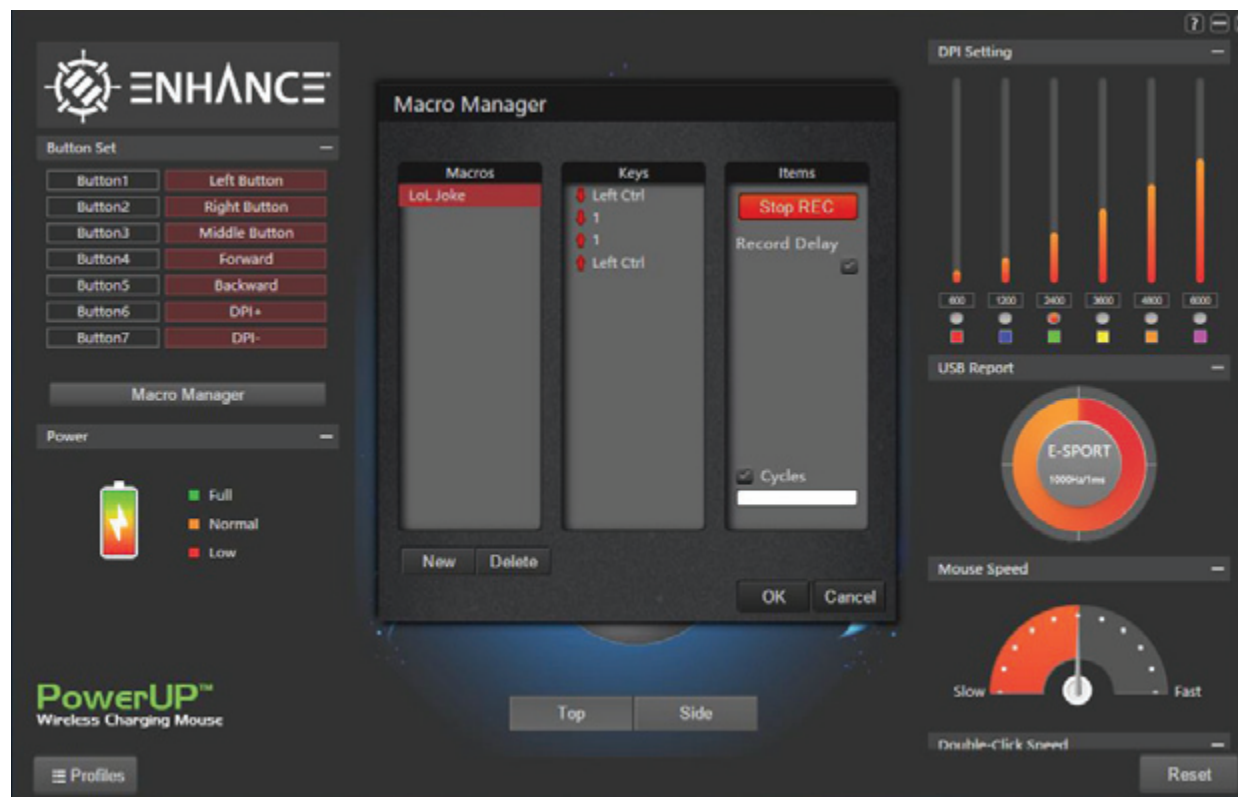 ?
ENHANCE
Button Set
Button1 Left Button
Button2 Right Button
Button3 Middle Button
Button4 Forward
Button5 Backward
Button6 DPI+
Button7 DPI-
Macro Manager
Power
Full
Normal
Low
PowerUP™
Wireless Charging Mouse
Profiles
Macro Manager
Macros
LoL Joke
Keys
Left Ctrl
1
1
Left Ctrl
Items
Stop REC
Record Delay
Cycles
New Delete
OK Cancel
Top Side
DPI Setting
600 1200 2400 3600 4800 6000
USB Report
E-SPORT
1000Hz/1ms
Mouse Speed
Slow Fast
Double-Click Speed
Reset